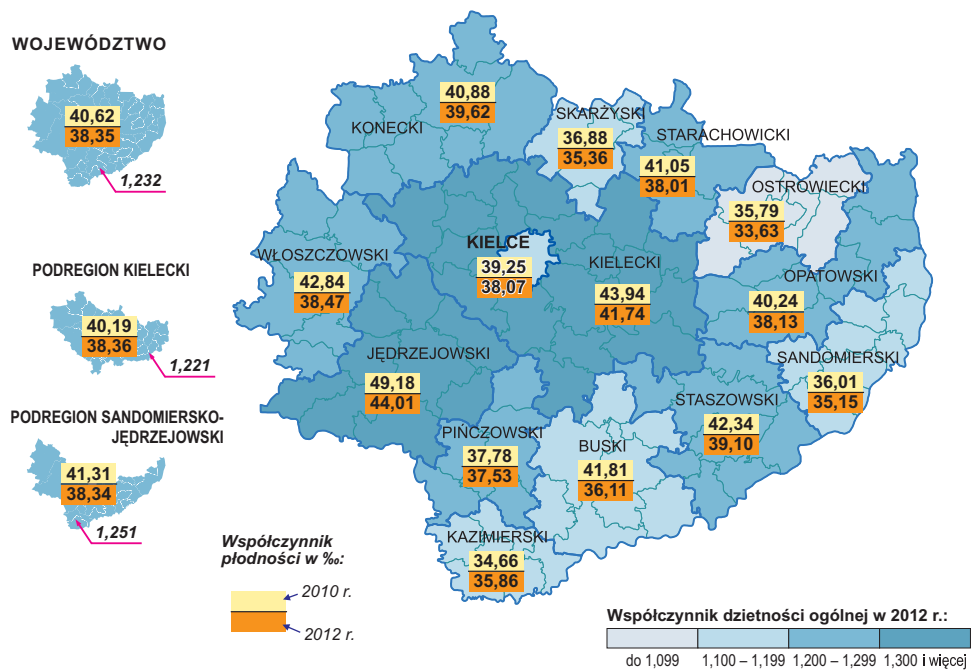 WOJEWÓDZTWO
40,62
38,35
1,232
PODREGION KIELECKI
40,19
38,36
1,221
PODREGION SANDOMIERSKO-
JĘDRZEJOWSKI
41,31
38,34
1,251
KONECKI
40,88
39,62
SKARŻYSKI
36,88
35,36
STARACHOWICKI
41,05
38,01
OSTROWIECKI
35,79
33,63
WŁOSZCZOWSKI
42,84
38,47
KIELCE
39,25
38,07
KIELECKI
43,94
41,74
OPATOWSKI
40,24
38,13
JĘDRZEJOWSKI
49,18
44,01
SANDOMIERSKI
36,01
35,15
STASZOWSKI
42,34
39,10
PIŃCZOWSKI
37,78
37,53
BUSKI
41,81
36,11
KAZIMIERSKI
34,66
35,86
Współczynnik
płodności w ‰:
2010 r.
2012 r.
Współczynnik dzietności ogólnej w 2012 r.:
do 1,099
1,100 – 1,199
1,200 – 1,299
1,300 i więcej